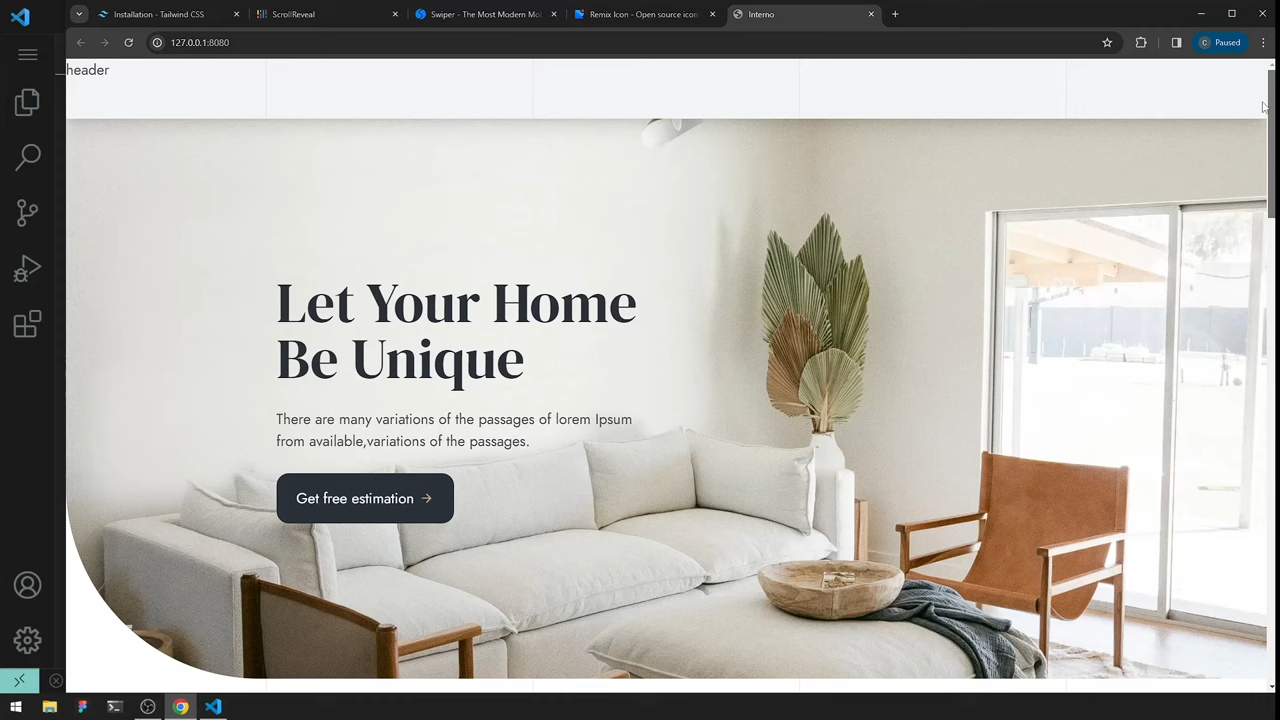 Installation - Tailwind CSS
ScrollReveal
Swiper - The Most Modern Mob
Remix Icon - Open source icon
Interno
127.0.0.1:8080
C Paused
header
Let Your Home
Be Unique
There are many variations of the passages of lorem Ipsum
from available,variations of the passages.
Get free estimation